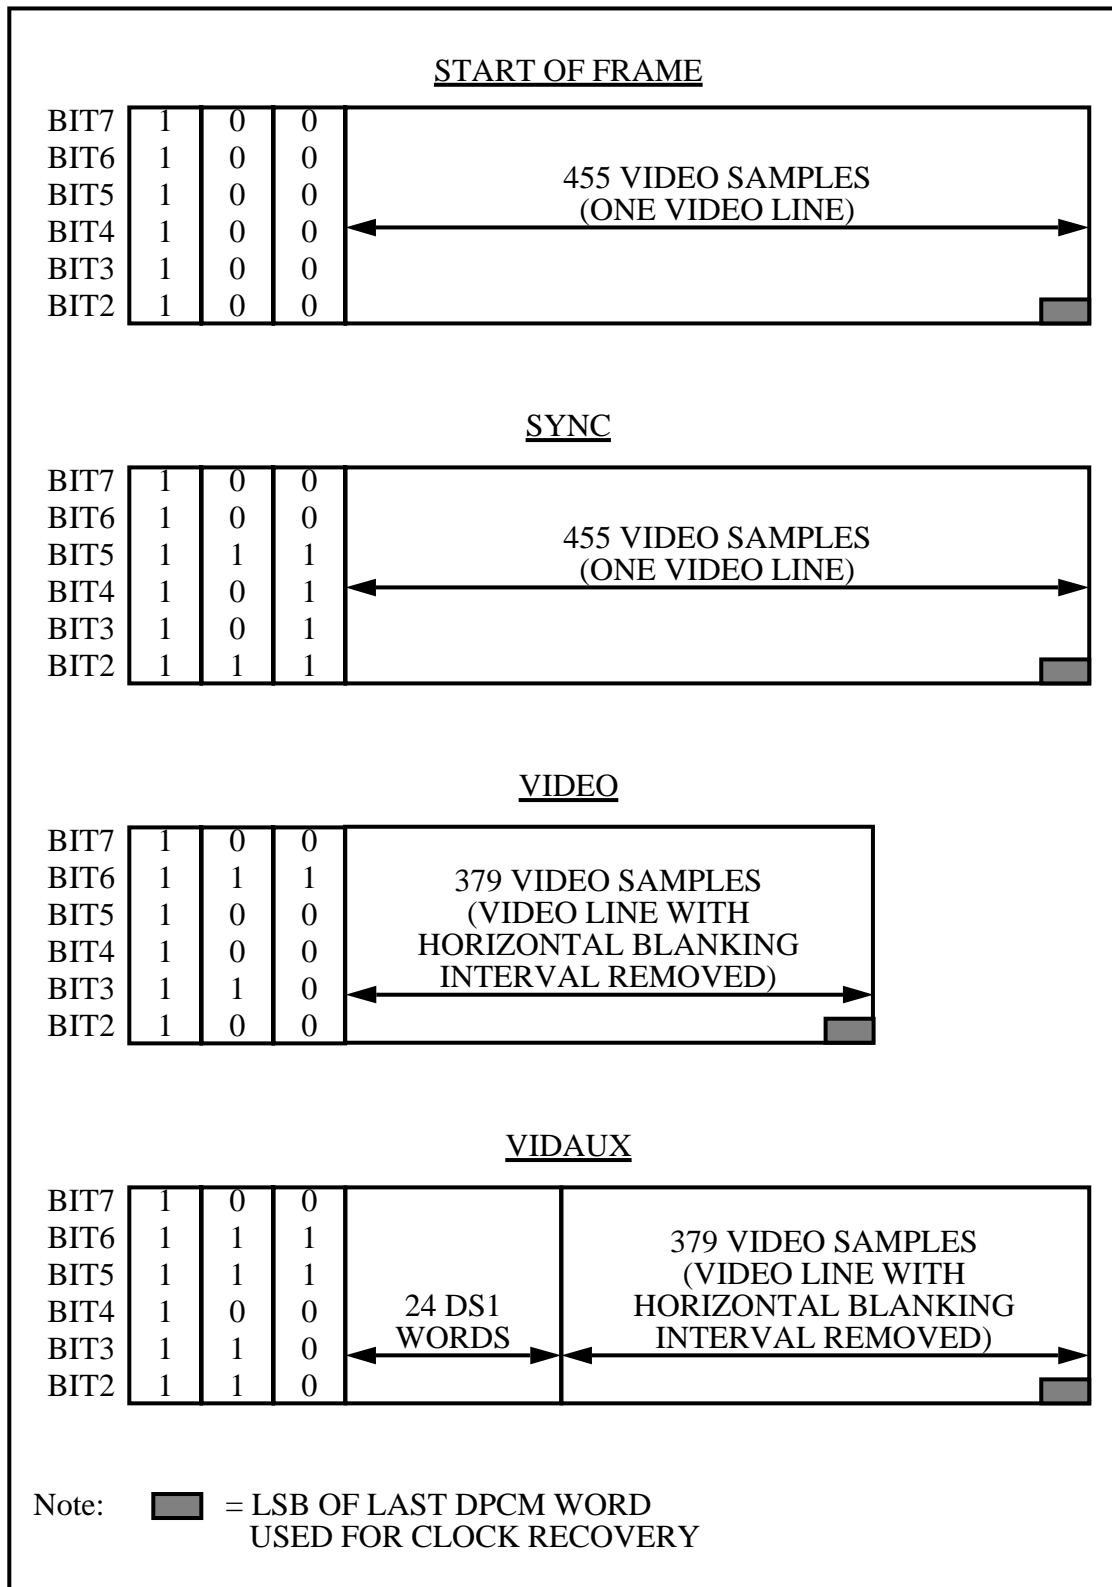 START OF FRAME
BIT7 1 0 0
BIT6 1 0 0
BIT5 1 0 0
BIT4 1 0 0
BIT3 1 0 0
BIT2 1 0 0
455 VIDEO SAMPLES
(ONE VIDEO LINE)
SYNC
BIT7 1 0 0
BIT6 1 0 0
BIT5 1 1 1
BIT4 1 0 1
BIT3 1 0 1
BIT2 1 1 1
455 VIDEO SAMPLES
(ONE VIDEO LINE)
VIDEO
BIT7 1 0 0
BIT6 1 1 1
BIT5 1 0 0
BIT4 1 0 0
BIT3 1 1 0
BIT2 1 0 0
379 VIDEO SAMPLES
(VIDEO LINE WITH
HORIZONTAL BLANKING
INTERVAL REMOVED)
VIDAUX
BIT7 1 0 0
BIT6 1 1 1
BIT5 1 1 1
BIT4 1 0 0
BIT3 1 1 0
BIT2 1 1 0
24 DS1
WORDS
379 VIDEO SAMPLES
(VIDEO LINE WITH
HORIZONTAL BLANKING
INTERVAL REMOVED)
Note: = LSB OF LAST DPCM WORD
USED FOR CLOCK RECOVERY